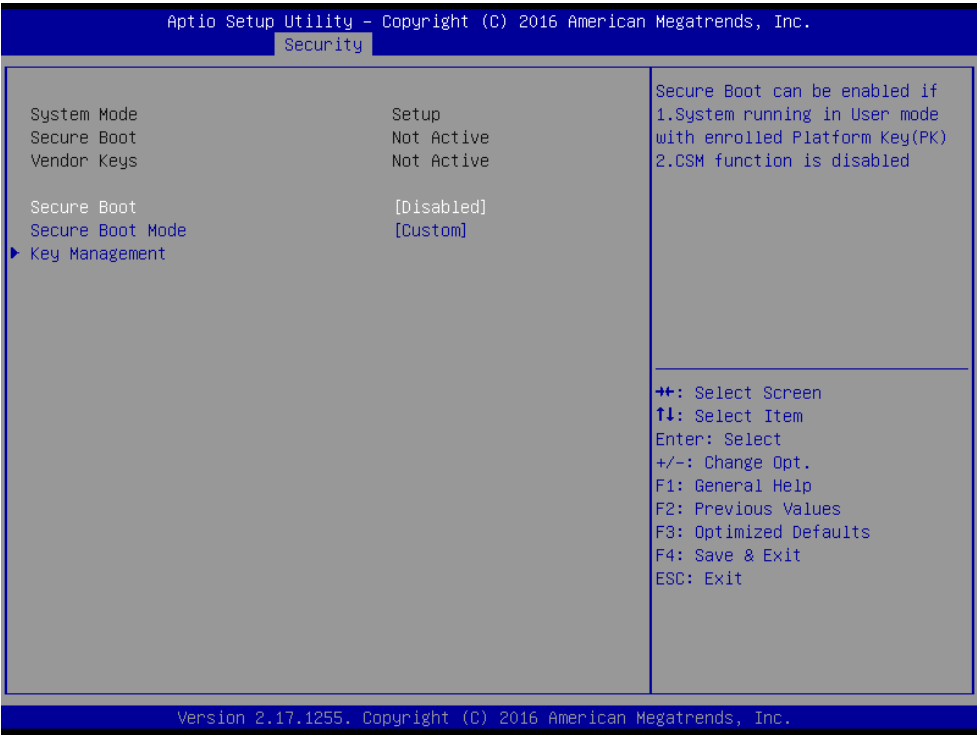 Aptio Setup Utility – Copyright (C) 2016 American Megatrends, Inc.
Security
System Mode Setup
Secure Boot Not Active
Vendor Keys Not Active
Secure Boot [Disabled]
Secure Boot Mode [Custom]
Key Management
Secure Boot can be enabled if
1.System running in User mode
with enrolled Platform Key(PK)
2.CSM function is disabled
→←: Select Screen
↑↓: Select Item
Enter: Select
+/-: Change Opt.
F1: General Help
F2: Previous Values
F3: Optimized Defaults
F4: Save & Exit
ESC: Exit
Version 2.17.1255. Copyright (C) 2016 American Megatrends, Inc.